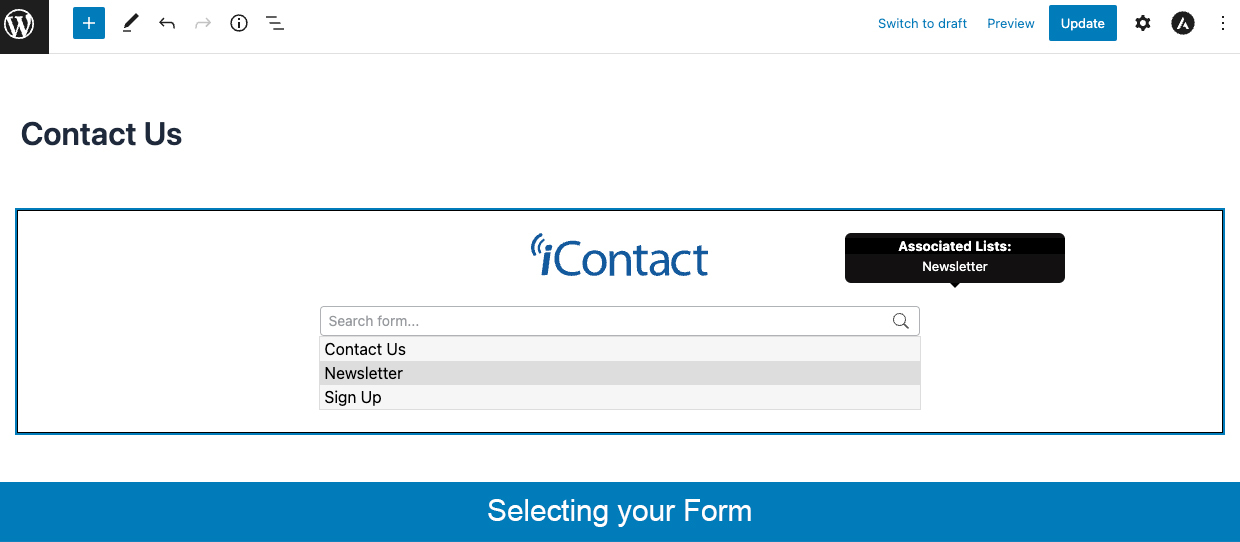 Switch to draft Preview Update
Contact Us
iContact
Associated Lists:
Newsletter
Search form...
Contact Us
Newsletter
Sign Up
Selecting your Form